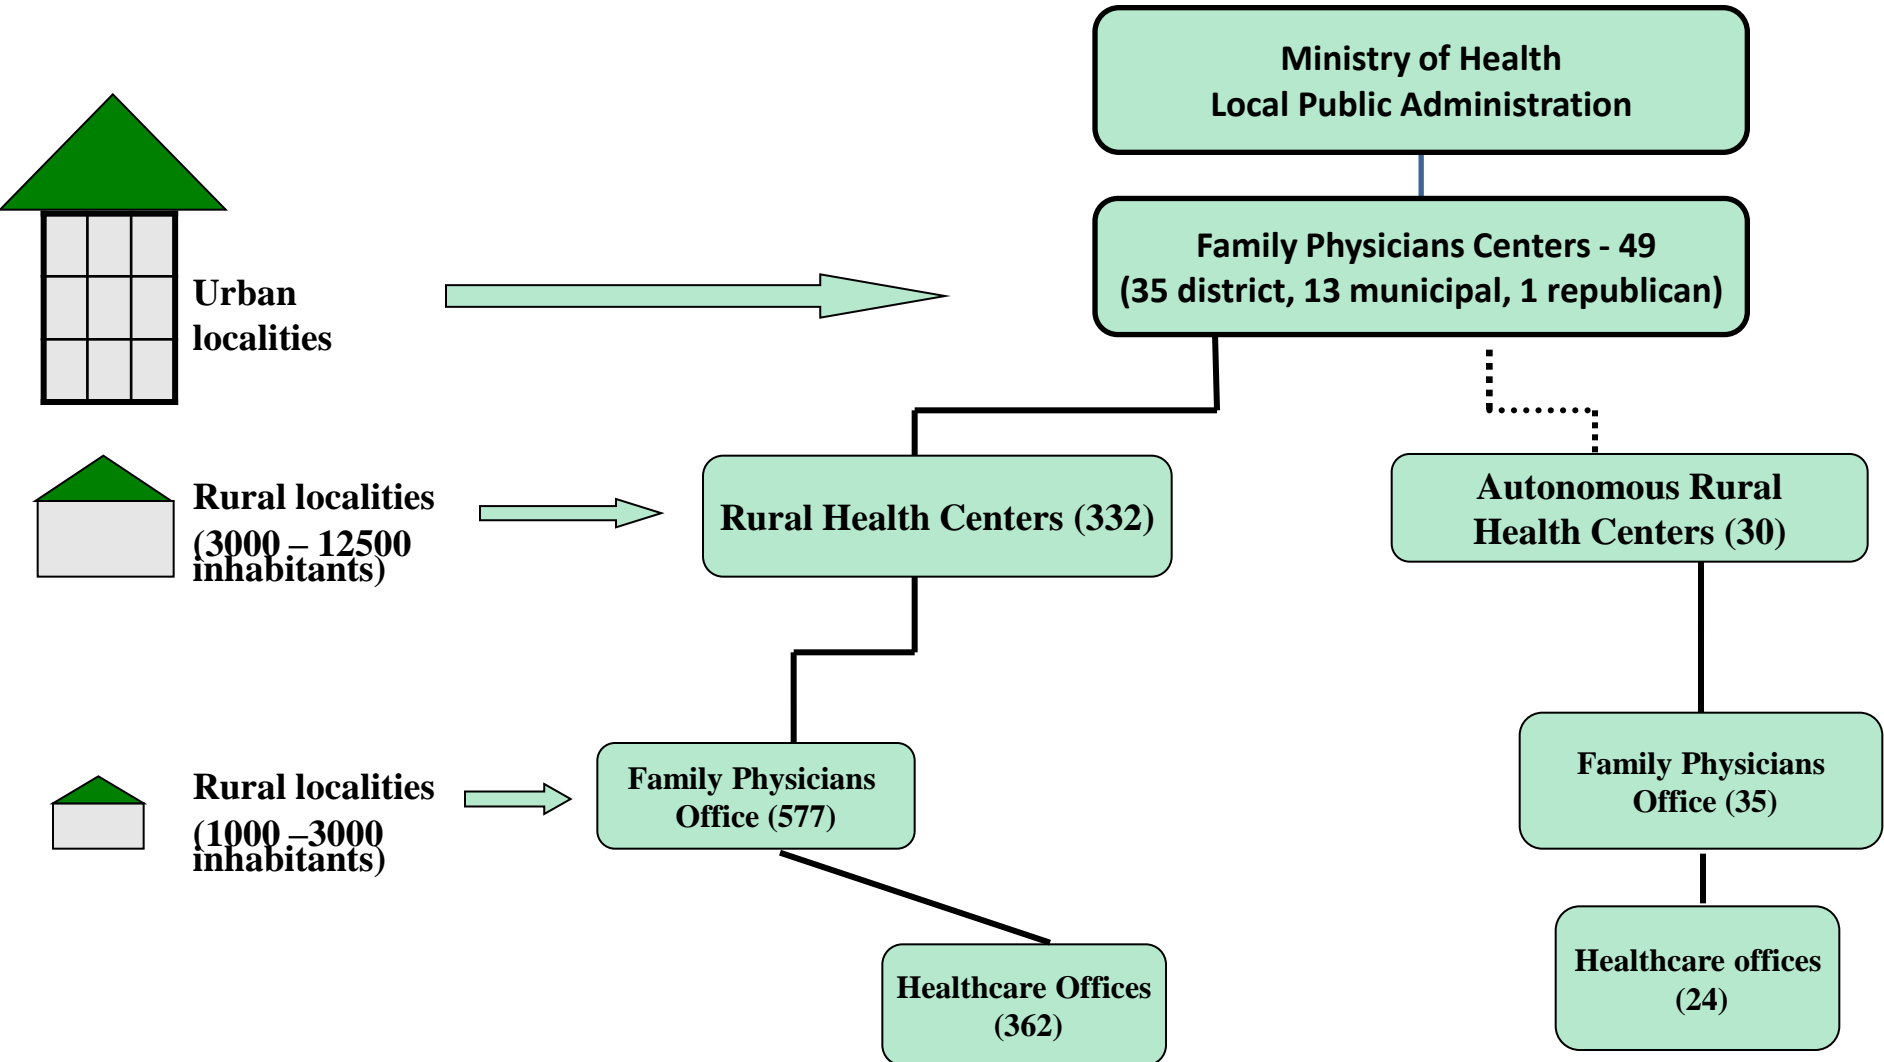 Ministry of Health
Local Public Administration
Family Physicians Centers - 49
(35 district, 13 municipal, 1 republican)
Urban
localities
Rural localities
(3000 – 12500
inhabitants)
Rural Health Centers (332)
Autonomous Rural
Health Centers (30)
Rural localities
(1000 –3000
inhabitants)
Family Physicians
Office (577)
Family Physicians
Office (35)
Healthcare Offices
(362)
Healthcare offices
(24)